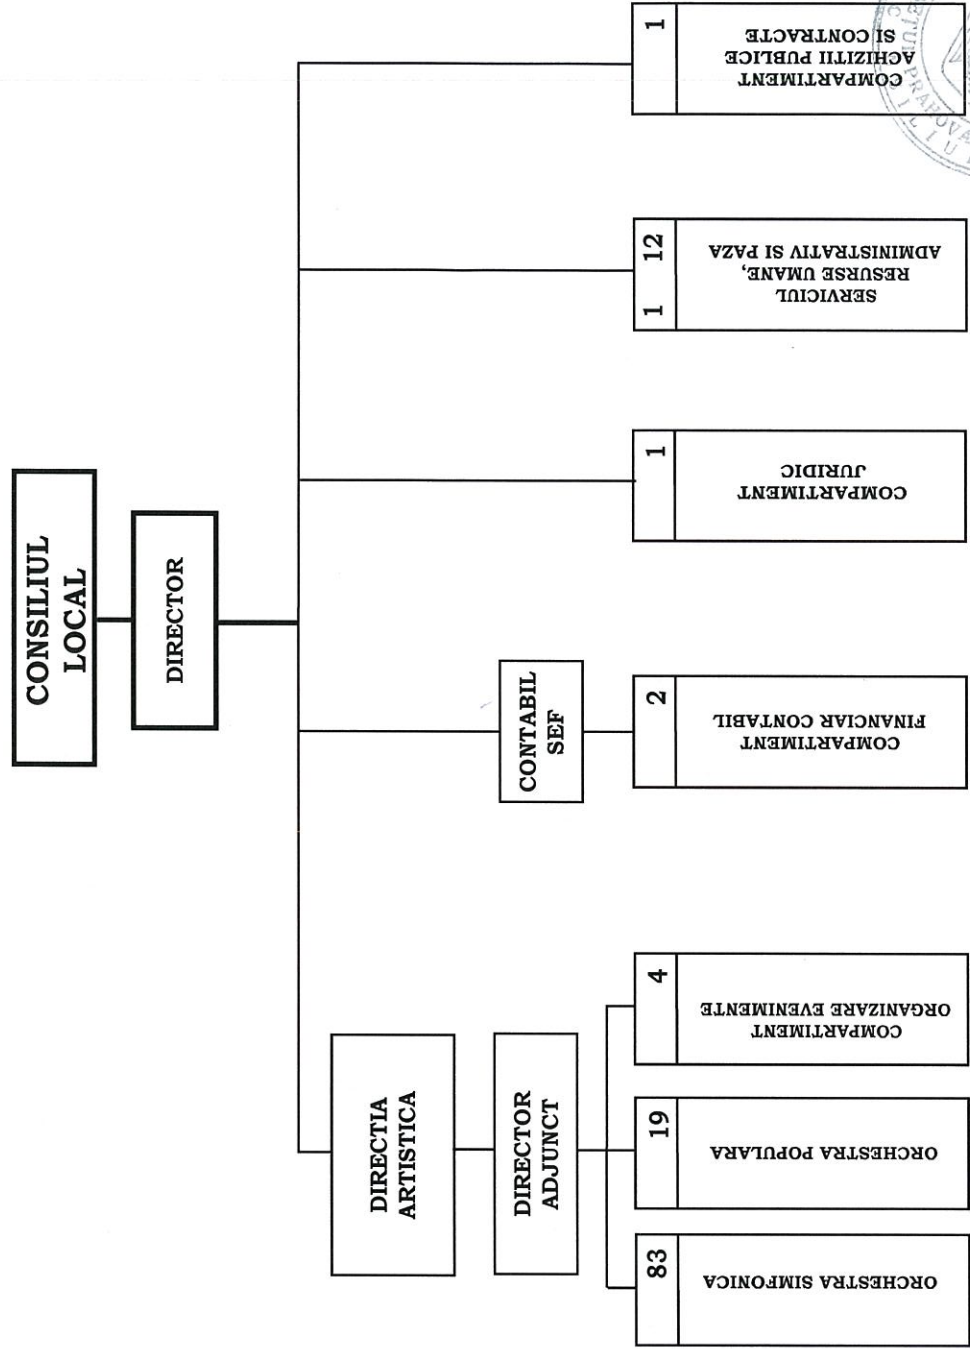 CONSILIUL
LOCAL
DIRECTOR
DIRECTIA
ARTISTICA
DIRECTOR
ADJUNCT
CONTABIL
SEF
83
ORCHESTRA SIMFONICA
19
ORCHESTRA POPULARA
4
COMPARTIMENT
ORGANIZARE EVENIMENTE
2
COMPARTIMENT
FINANCIAR CONTABIL
1
COMPARTIMENT
JURIDIC
1 12
SERVICIUL
RESURSE UMANE,
ADMINISTRATIV SI PAZA
1
COMPARTIMENT
ACHIZITII PUBLICE
SI CONTRACTE
PRAHOVA